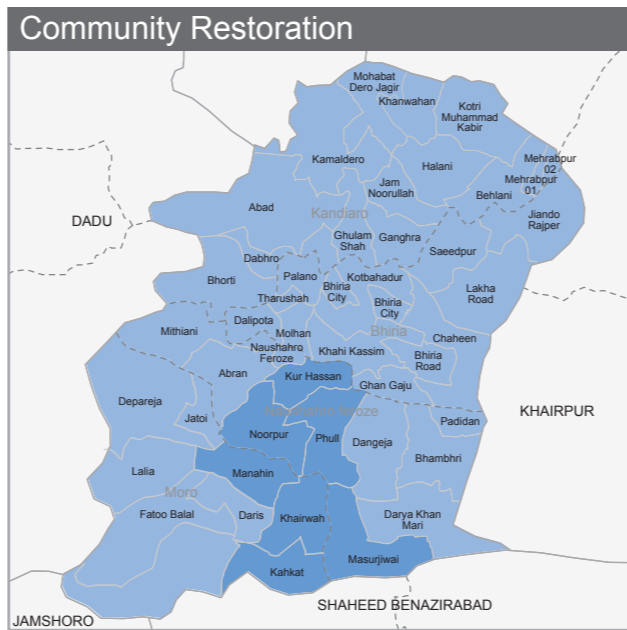 Community Restoration
Mohabat
Dero Jagir
Khanwahan
Kotri
Muhammad
Kabir
Kamaldero
Halani
Mehrabpur
02
Mehrabpur
01
Jam
Noorullah
Behlani
Abad
Kandiaro
Jiando
Rajper
DADU
Ghulam
Shah
Ganghra
Saeedpur
Dabhro
Palano
Kotbahadur
Bhorti
Bhiria
City
Lakha
Road
Tharushah
Bhiria
City
Dalipota
Mithiani
Molhan
Bhiria
Chaheen
Naushahro
Feroze
Khahi Kassim
Bhiria
Road
Abran
Kur Hassan
Ghan Gaju
Depareja
Naushahro Feroze
KHAIRPUR
Jatoi
Padidan
Noorpur
Phull
Dangeja
Bhambhri
Lalia
Manahin
Moro
Fatoo Balal
Daris
Khairwah
Darya Khan
Mari
Masurjiwai
Kahkat
SHAHEED BENAZIRABAD
JAMSHORO